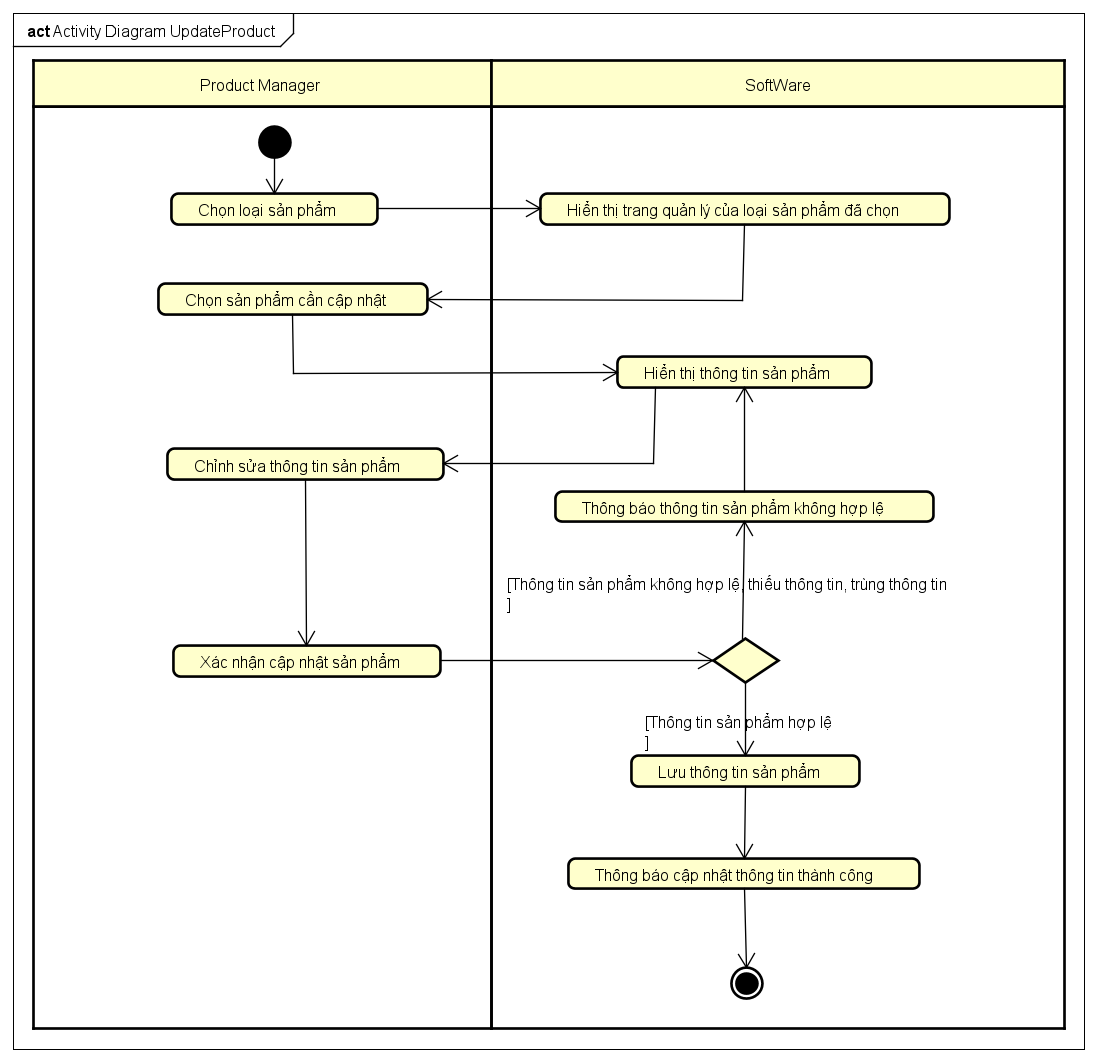 act Activity Diagram UpdateProduct
Product Manager
SoftWare
Chọn loại sản phẩm
Hiển thị trang quản lý của loại sản phẩm đã chọn
Chọn sản phẩm cần cập nhật
Hiển thị thông tin sản phẩm
Chỉnh sửa thông tin sản phẩm
Thông báo thông tin sản phẩm không hợp lệ
[Thông tin sản phẩm không hợp lệ, thiếu thông tin, trùng thông tin
]
Xác nhận cập nhật sản phẩm
[Thông tin sản phẩm hợp lệ
]
Lưu thông tin sản phẩm
Thông báo cập nhật thông tin thành công